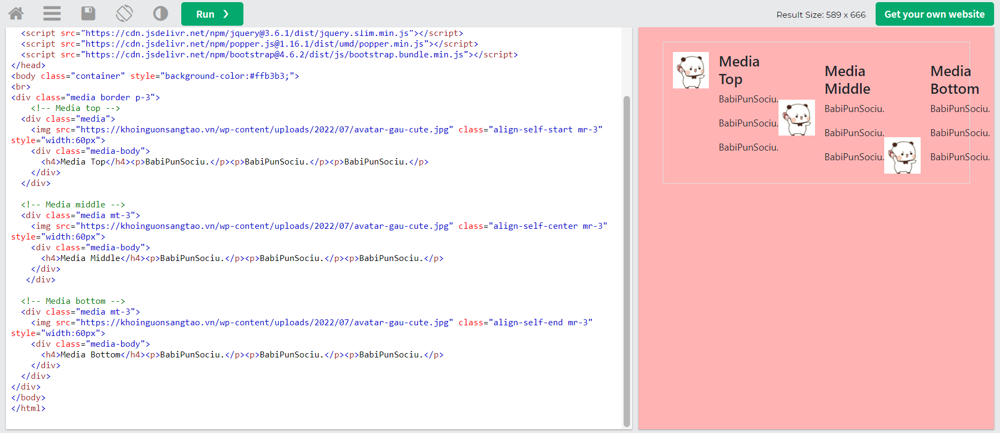 Run ❯
Result Size: 589 x 666
Get your own website
<script src="https://cdn.jsdelivr.net/npm/jquery@3.6.1/dist/jquery.slim.min.js"></script>
<script src="https://cdn.jsdelivr.net/npm/popper.js@1.16.1/dist/umd/popper.min.js"></script>
<script src="https://cdn.jsdelivr.net/npm/bootstrap@4.6.2/dist/js/bootstrap.bundle.min.js"></script>
</head>
<body class="container" style="background-color:#ffb3b3;">
<br>
<div class="media border p-3">
<!-- Media top -->
<div class="media">
<img src="https://khoinguonsangtao.vn/wp-content/uploads/2022/07/avatar-gau-cute.jpg" class="align-self-start mr-3"
style="width:60px">
<div class="media-body">
<h4>Media Top</h4><p>BabiPunSociu.</p><p>BabiPunSociu.</p><p>BabiPunSociu.</p>
</div>
</div>
<!-- Media middle -->
<div class="media mt-3">
<img src="https://khoinguonsangtao.vn/wp-content/uploads/2022/07/avatar-gau-cute.jpg" class="align-self-center mr-3"
style="width:60px">
<div class="media-body">
<h4>Media Middle</h4><p>BabiPunSociu.</p><p>BabiPunSociu.</p><p>BabiPunSociu.</p>
</div>
</div>
<!-- Media bottom -->
<div class="media mt-3">
<img src="https://khoinguonsangtao.vn/wp-content/uploads/2022/07/avatar-gau-cute.jpg" class="align-self-end mr-3"
style="width:60px">
<div class="media-body">
<h4>Media Bottom</h4><p>BabiPunSociu.</p><p>BabiPunSociu.</p><p>BabiPunSociu.</p>
</div>
</div>
</div>
</body>
</html>
Media
Top
BabiPunSociu.
BabiPunSociu.
BabiPunSociu.
Media
Middle
BabiPunSociu.
BabiPunSociu.
BabiPunSociu.
Media
Bottom
BabiPunSociu.
BabiPunSociu.
BabiPunSociu.